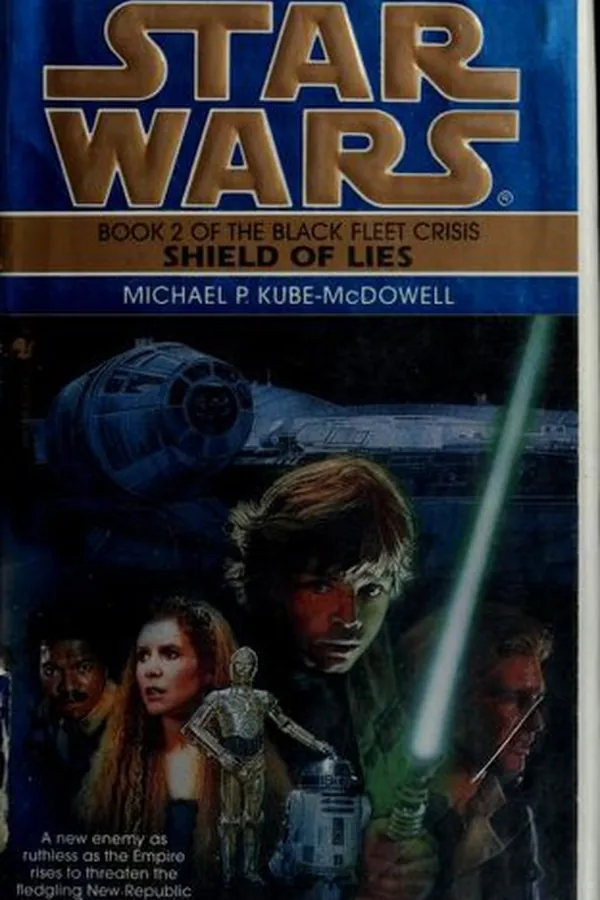 STAR
WARS®
BOOK 2 OF THE BLACK FLEET CRISIS
SHIELD OF LIES
MICHAEL P. KUBE-McDOWELL
A new enemy as
ruthless as the Empire
rises to threaten the
fledgling New Republic